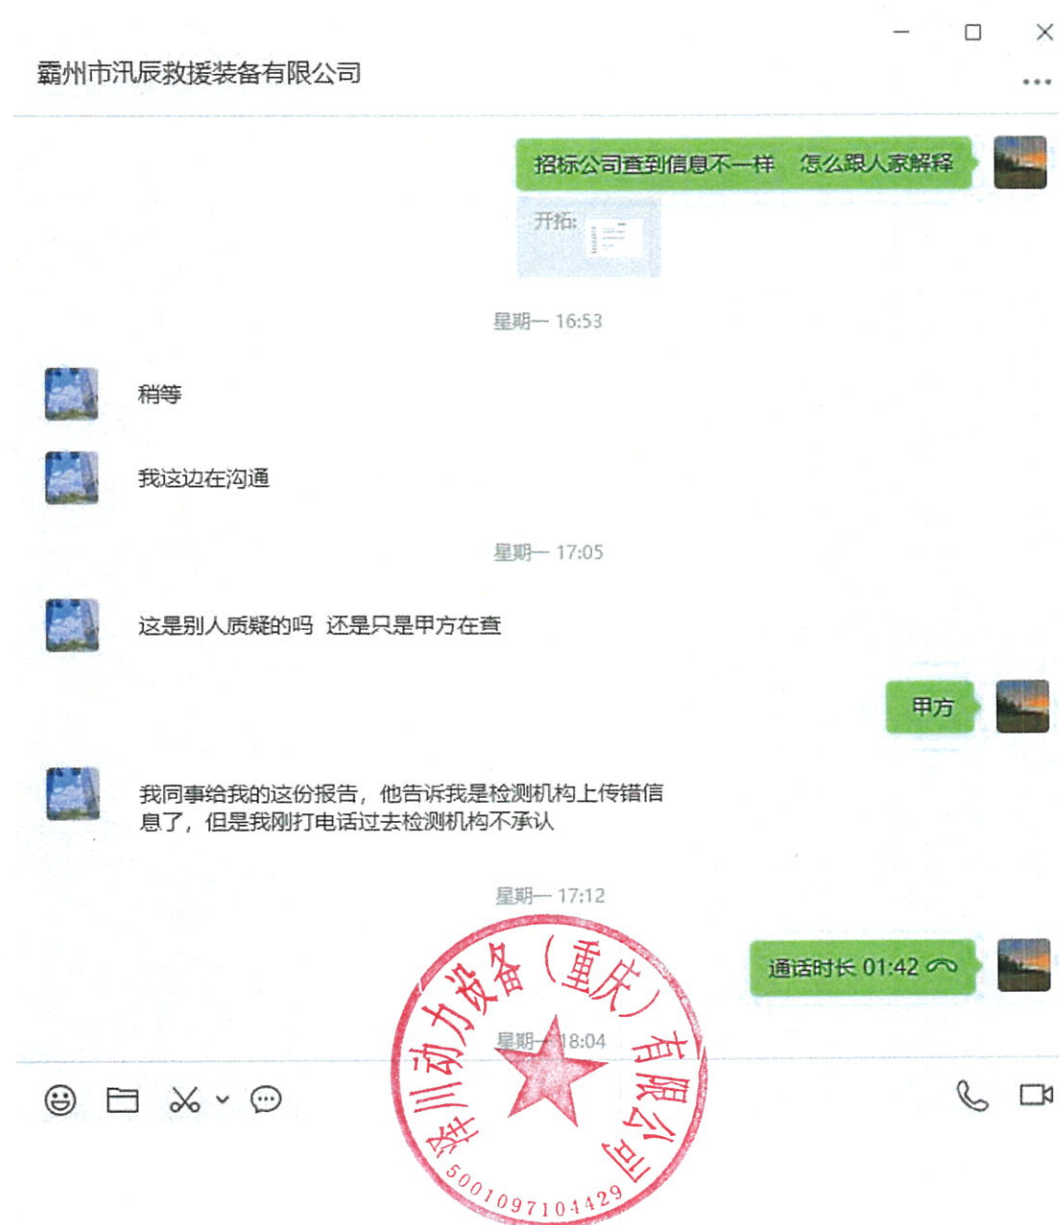 霸州市汛辰救援装备有限公司
招标公司查到信息不一样 怎么跟人家解释
开拓:
星期一 16:53
稍等
我这边在沟通
星期一 17:05
这是别人质疑的吗 还是只是甲方在查
甲方
我同事给我的这份报告，他告诉我是检测机构上传错信
息了，但是我刚打电话过去检测机构不承认
星期一 17:12
通话时长 01:42
星期一 18:04
川动力设备（重庆）有限公司
5001097104429